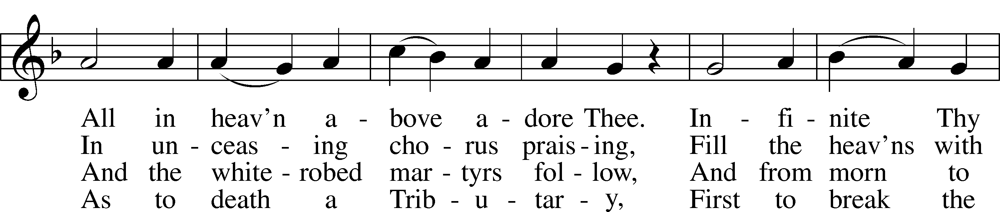 All in heav'n a - bove a - dore Thee. In - fi - nite Thy
In un - ceas - ing cho - rus prais - ing, Fill the heav'ns with
And the white - robed mar - tyrs fol - low, And from morn to
As to death a Trib - u - tar - y, First to break the